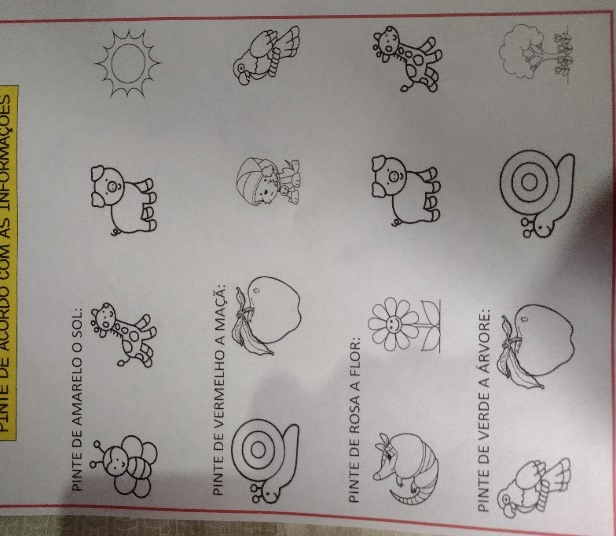 PINTE DE ACORDO COM AS INFORMAÇÕES
PINTE DE AMARELO O SOL:
PINTE DE VERMELHO A MAÇÃ:
PINTE DE ROSA A FLOR:
PINTE DE VERDE A ÁRVORE: